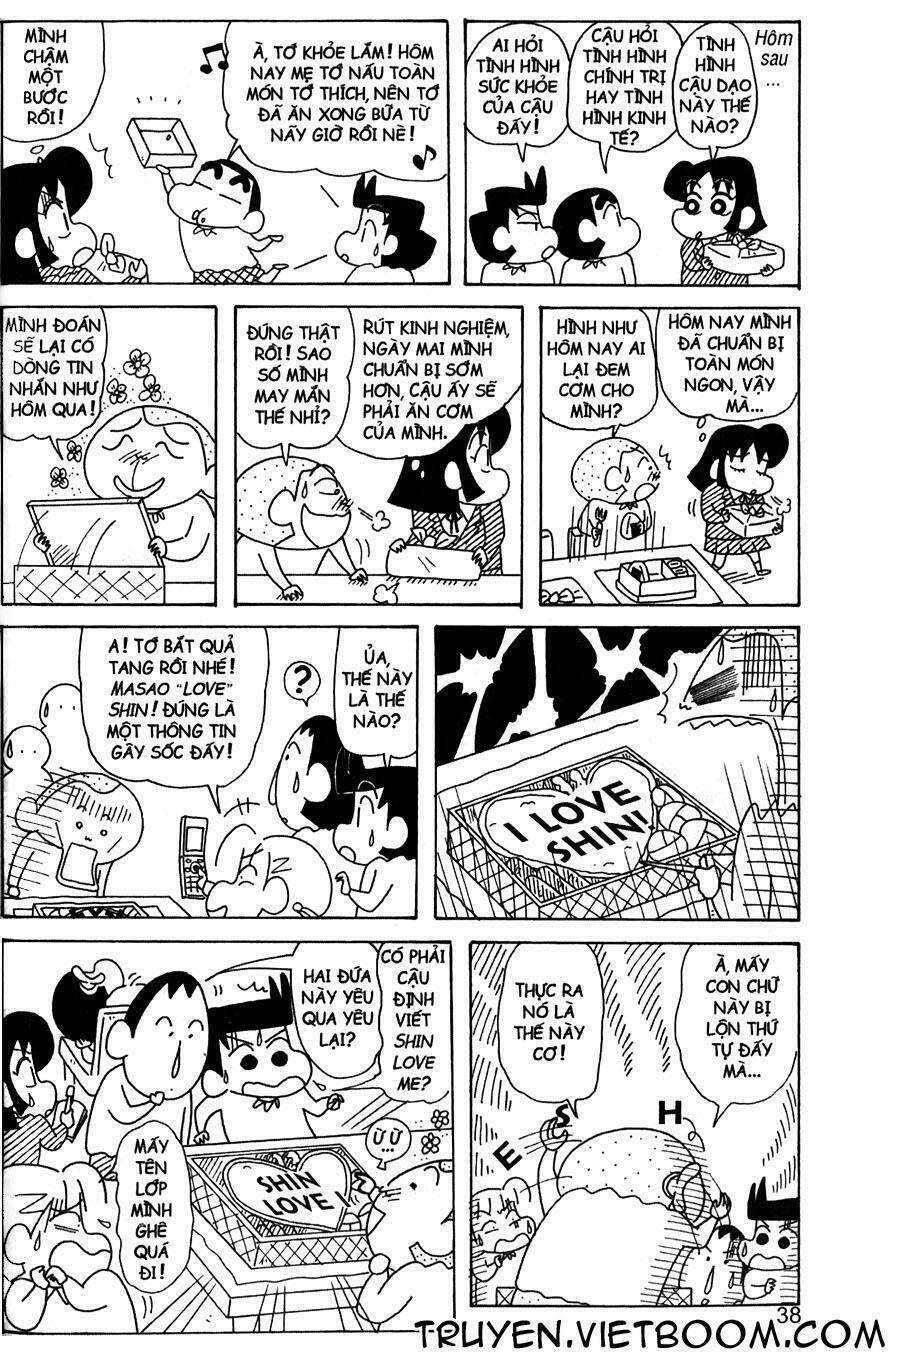 Hôm
sau
...
TÌNH
HÌNH
CẬU DẠO
NÀY THẾ
NÀO?
CẬU HỎI
TÌNH HÌNH
CHÍNH TRỊ
HAY TÌNH
HÌNH KINH
TẾ?
AI HỎI
TÌNH HÌNH
SỨC KHỎE
CỦA CẬU
ĐẤY!
À, TỚ KHỎE LẮM! HÔM
NAY MẸ TỚ NẤU TOÀN
MÓN TỚ THÍCH, NÊN TỚ
ĐÃ ĂN XONG BỮA TỪ
NÃY GIỜ RỒI NÈ!
MÌNH
CHẬM
MỘT
BƯỚC
RỒI!
HÔM NAY MÌNH
ĐÃ CHUẨN BỊ
TOÀN MÓN
NGON, VẬY
MÀ...
HÌNH NHƯ
HÔM NAY AI
LẠI ĐEM
CƠM CHO
MÌNH?
RÚT KINH NGHIỆM,
NGÀY MAI MÌNH
CHUẨN BỊ SỚM
HƠN, CẬU ẤY SẼ
PHẢI ĂN CƠM
CỦA MÌNH.
ĐÚNG THẬT
RỒI! SAO
SỐ MÌNH
MAY MẮN
THẾ NHỈ?
MÌNH ĐOÁN
SẼ LẠI CÓ
DÒNG TIN
NHẮN NHƯ
HÔM QUA!
I LOVE
SHIN!
ỦA,
THẾ NÀY
LÀ THẾ
NÀO?
?
A! TỚ BẮT QUẢ
TANG RỒI NHÉ!
MASAO "LOVE"
SHIN! ĐÚNG LÀ
MỘT THÔNG TIN
GÂY SỐC ĐẤY!
À, MẤY
CON CHỮ
NÀY BỊ
LỘN THỨ
TỰ ĐẤY
MÀ...
THỰC RA
NÓ LÀ
THẾ NÀY
CƠ!
E S H
CÓ PHẢI
CẬU
ĐỊNH
VIẾT
SHIN
LOVE
ME?
HAI ĐỨA
NÀY YÊU
QUA YÊU
LẠI?
Ừ Ừ
...
SHIN
LOVE!
MẤY
TÊN
LỚP
MÌNH
GHÊ
QUÁ
ĐI!
38
TRUYEN.VIETBOOM.COM